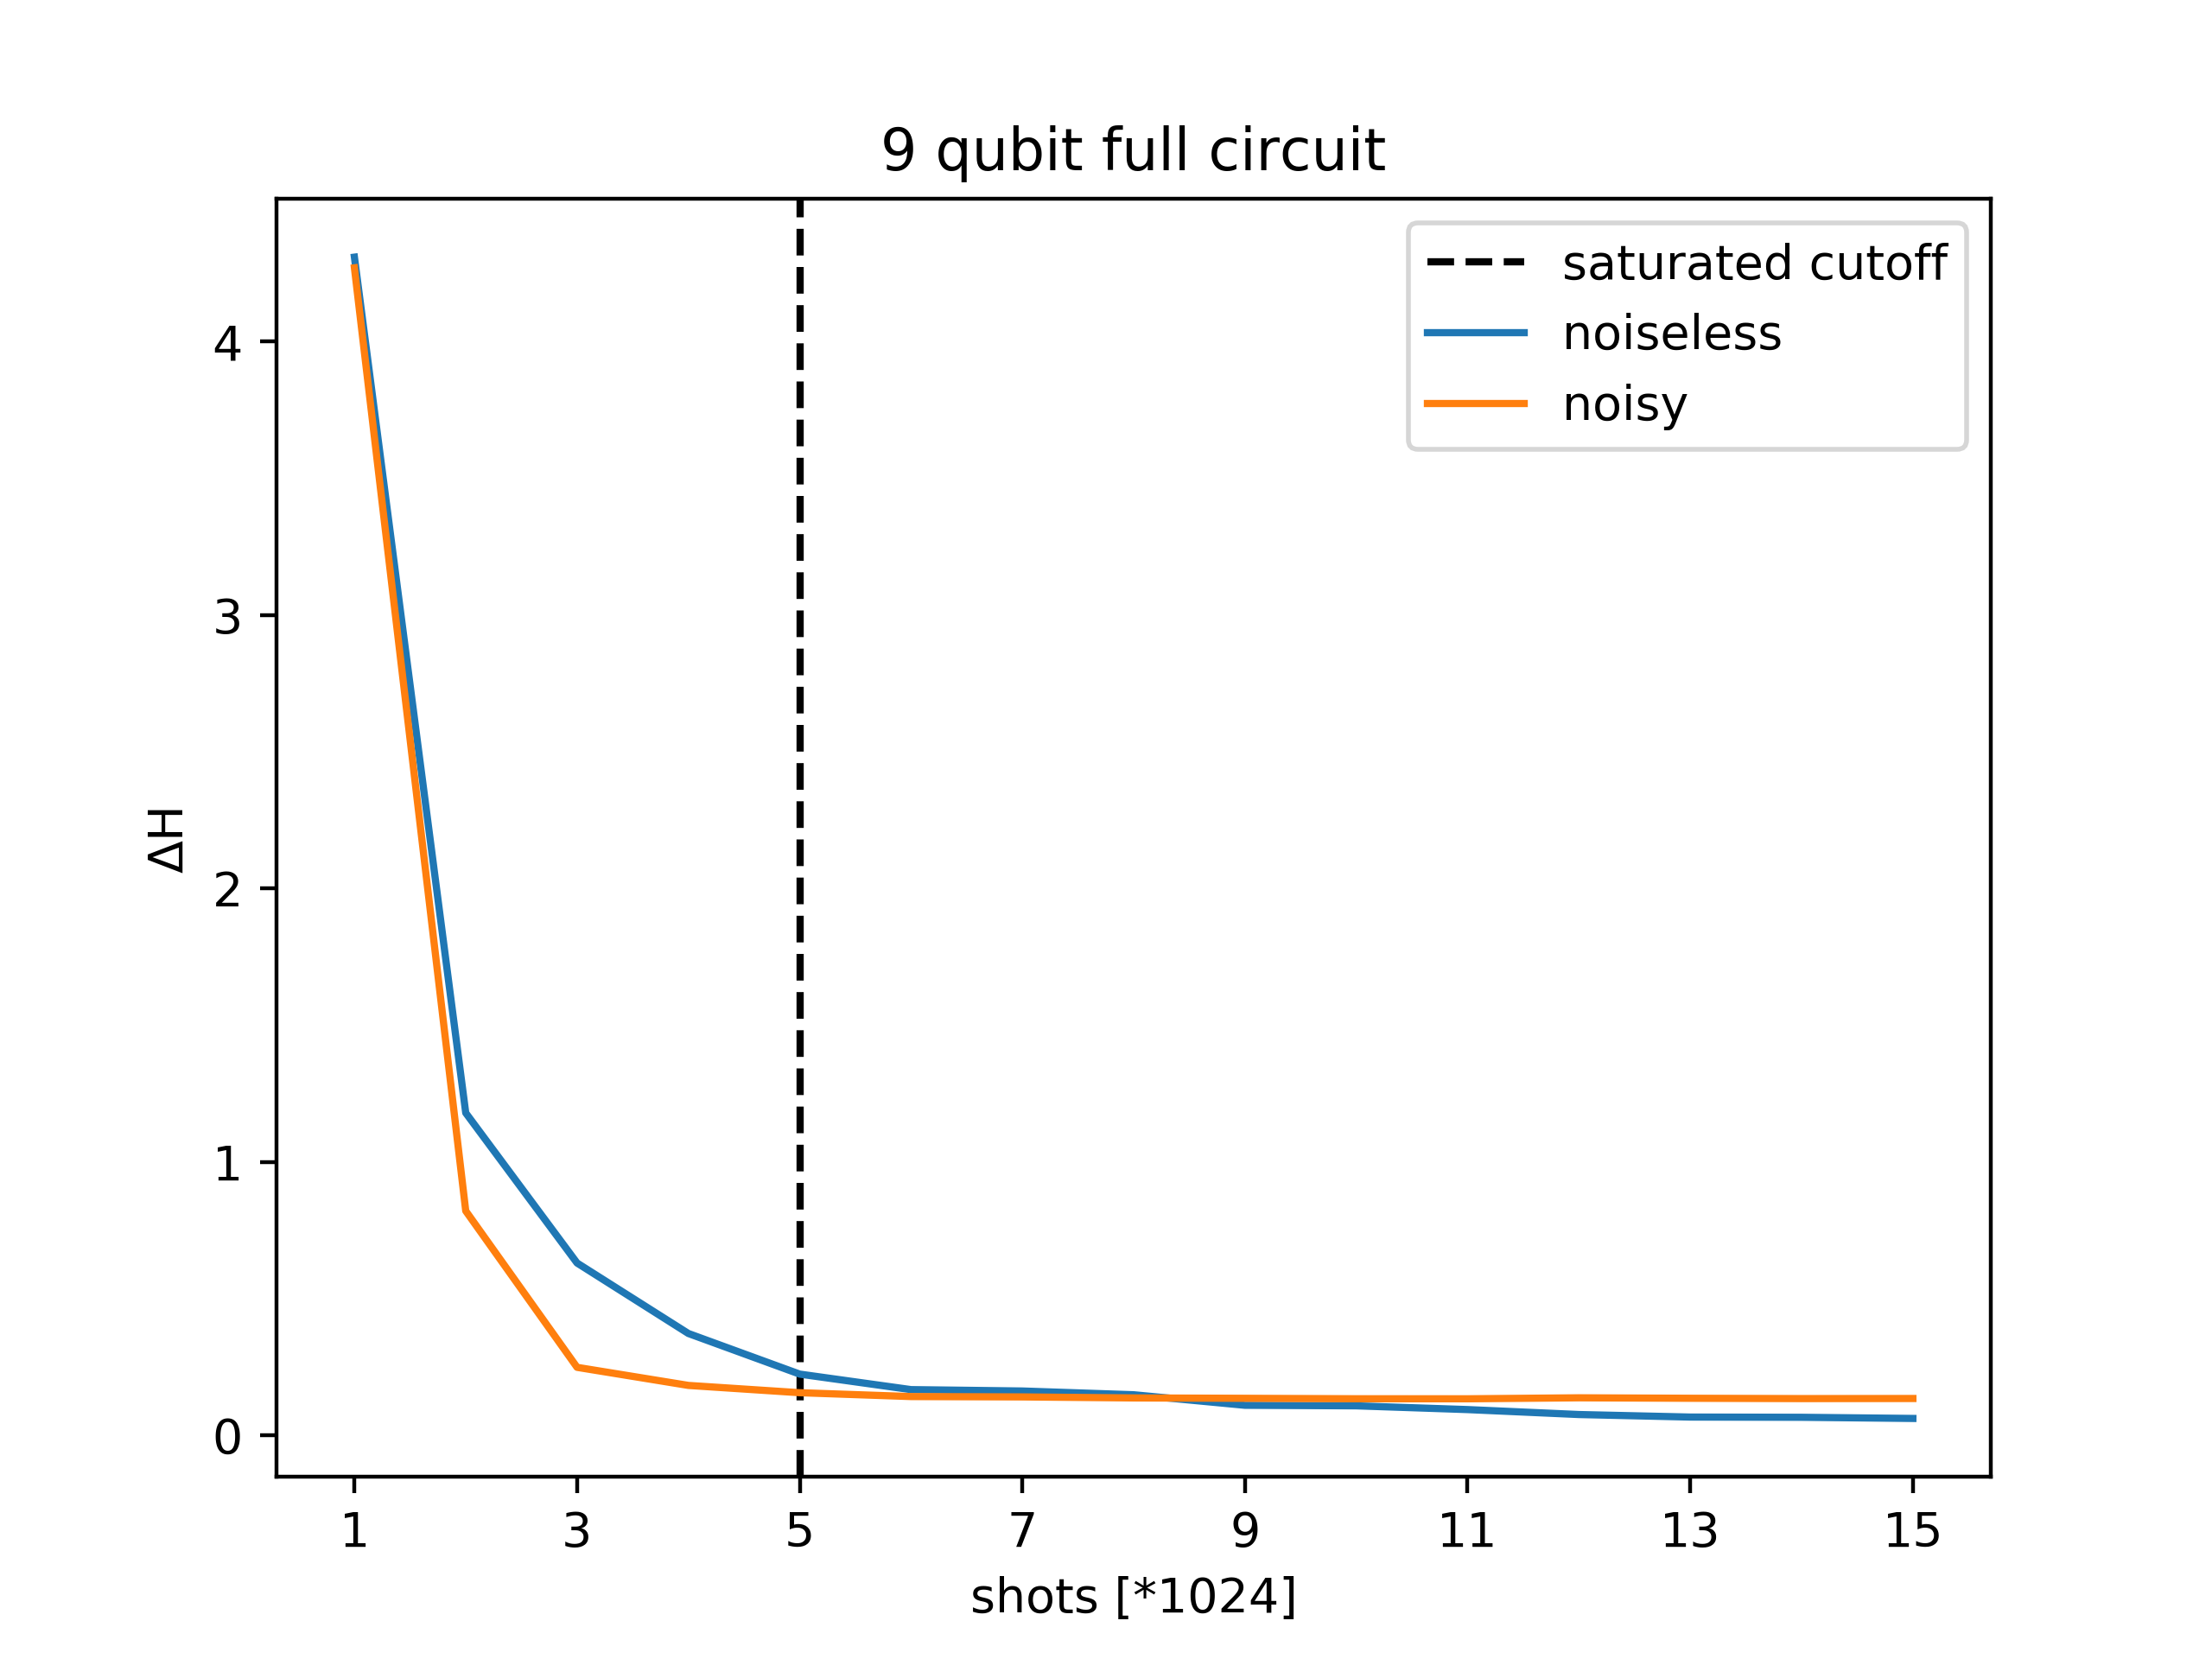 9 qubit full circuit
saturated cutoff
noiseless
noisy
ΔH
4
3
2
1
0
1 3 5 7 9 11 13 15
shots [*1024]